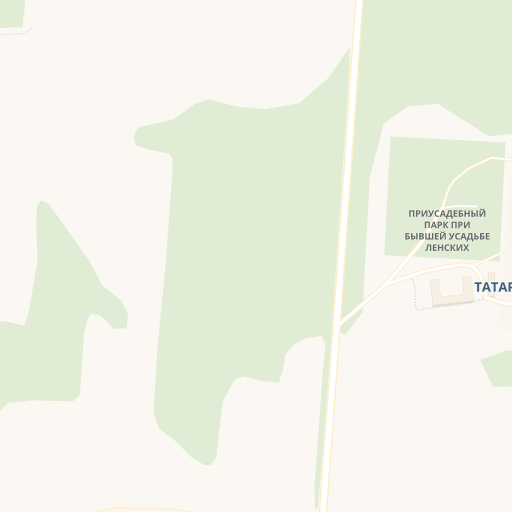 ПРИУСАДЕБНЫЙ
ПАРК ПРИ
БЫВШЕЙ УСАДЬБЕ
ЛЕНСКИХ
ТАТАР